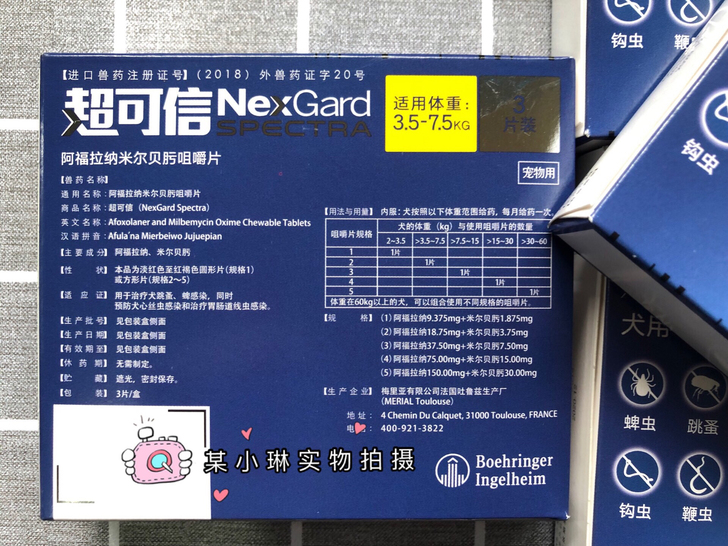 【进口兽药注册证号】(2018)外兽药证字20号
超可信 NexGard
SPECTRA
适用体重:
3.5-7.5KG
3
片装
阿福拉纳米尔贝肟咀嚼片
宠物用
【兽药名称】
通用名称:阿福拉纳米尔贝肟咀嚼片
商品名称:超可信(NexGard Spectra)
英文名称:Afoxolaner and Milbemycin Oxime Chewable Tablets
汉语拼音:Afula'na Mierbeiwo Jujuepian
【主要成分】阿福拉纳、米尔贝肟
【性 状】本品为淡红色至红褐色圆形片(规格1)
或方形片(规格2~5)
【适 应 证】用于治疗犬跳蚤、蜱感染,同时
预防犬心丝虫感染和治疗胃肠道线虫感染。
【生产批号】见包装盒侧面
【生产日期】见包装盒侧面
【有效期至】见包装盒侧面
【休 药 期】无需制定。
【贮 藏】遮光,密封保存。
【包 装】3片/盒
【用法与用量】内服:犬按照以下体重范围给药,每月给药一次。
咀嚼片规格 犬的体重(kg)与使用咀嚼片的数量
2~3.5 >3.5~7.5 >7.5~15 >15~30 >30~60
1 1片
2 1片
3 1片
4 1片
5 1片
体重在60kg以上的犬,可以组合使用不同规格的咀嚼片。
【规 格】(1)阿福拉纳9.375mg+米尔贝肟1.875mg
(2)阿福拉纳18.75mg+米尔贝肟3.75mg
(3)阿福拉纳37.50mg+米尔贝肟7.50mg
(4)阿福拉纳75.00mg+米尔贝肟15.00mg
(5)阿福拉纳150.00mg+米尔贝肟30.00mg
【生产企业】梅里亚有限公司法国吐鲁兹生产厂
(MERIAL Toulouse)
地址:4 Chemin Du Calquet, 31000 Toulouse, FRANCE
电 400-921-3822
某小琳实物拍摄
Boehringer
Ingelheim
钩虫
鞭
钩虫
犬用
蜱虫
跳蚤
钩虫
鞭虫